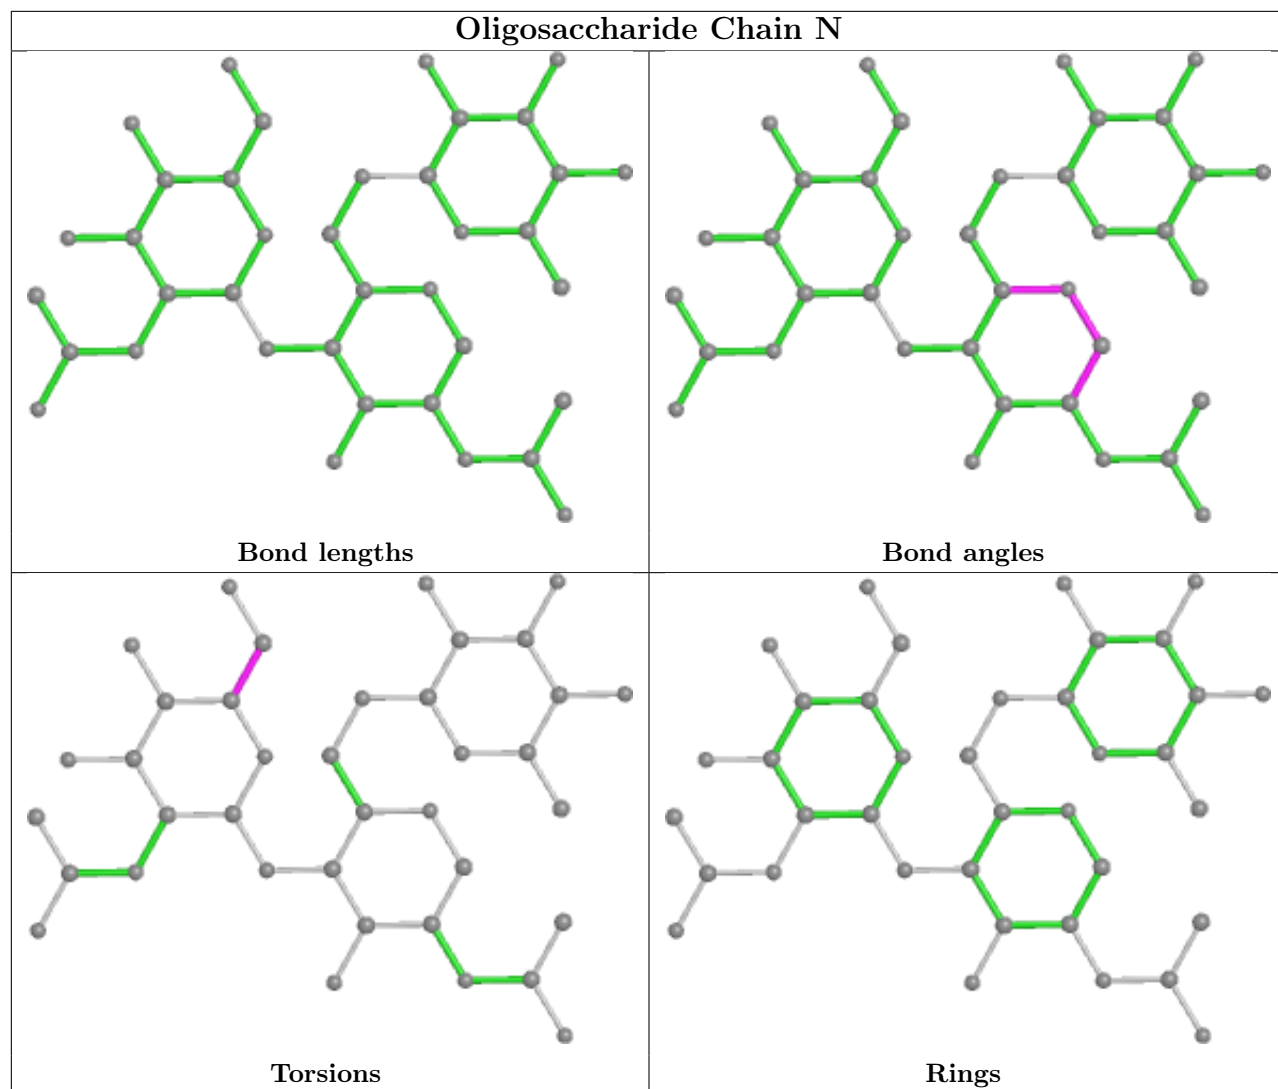 Oligosaccharide Chain N
Bond lengths
Bond angles
Torsions
Rings